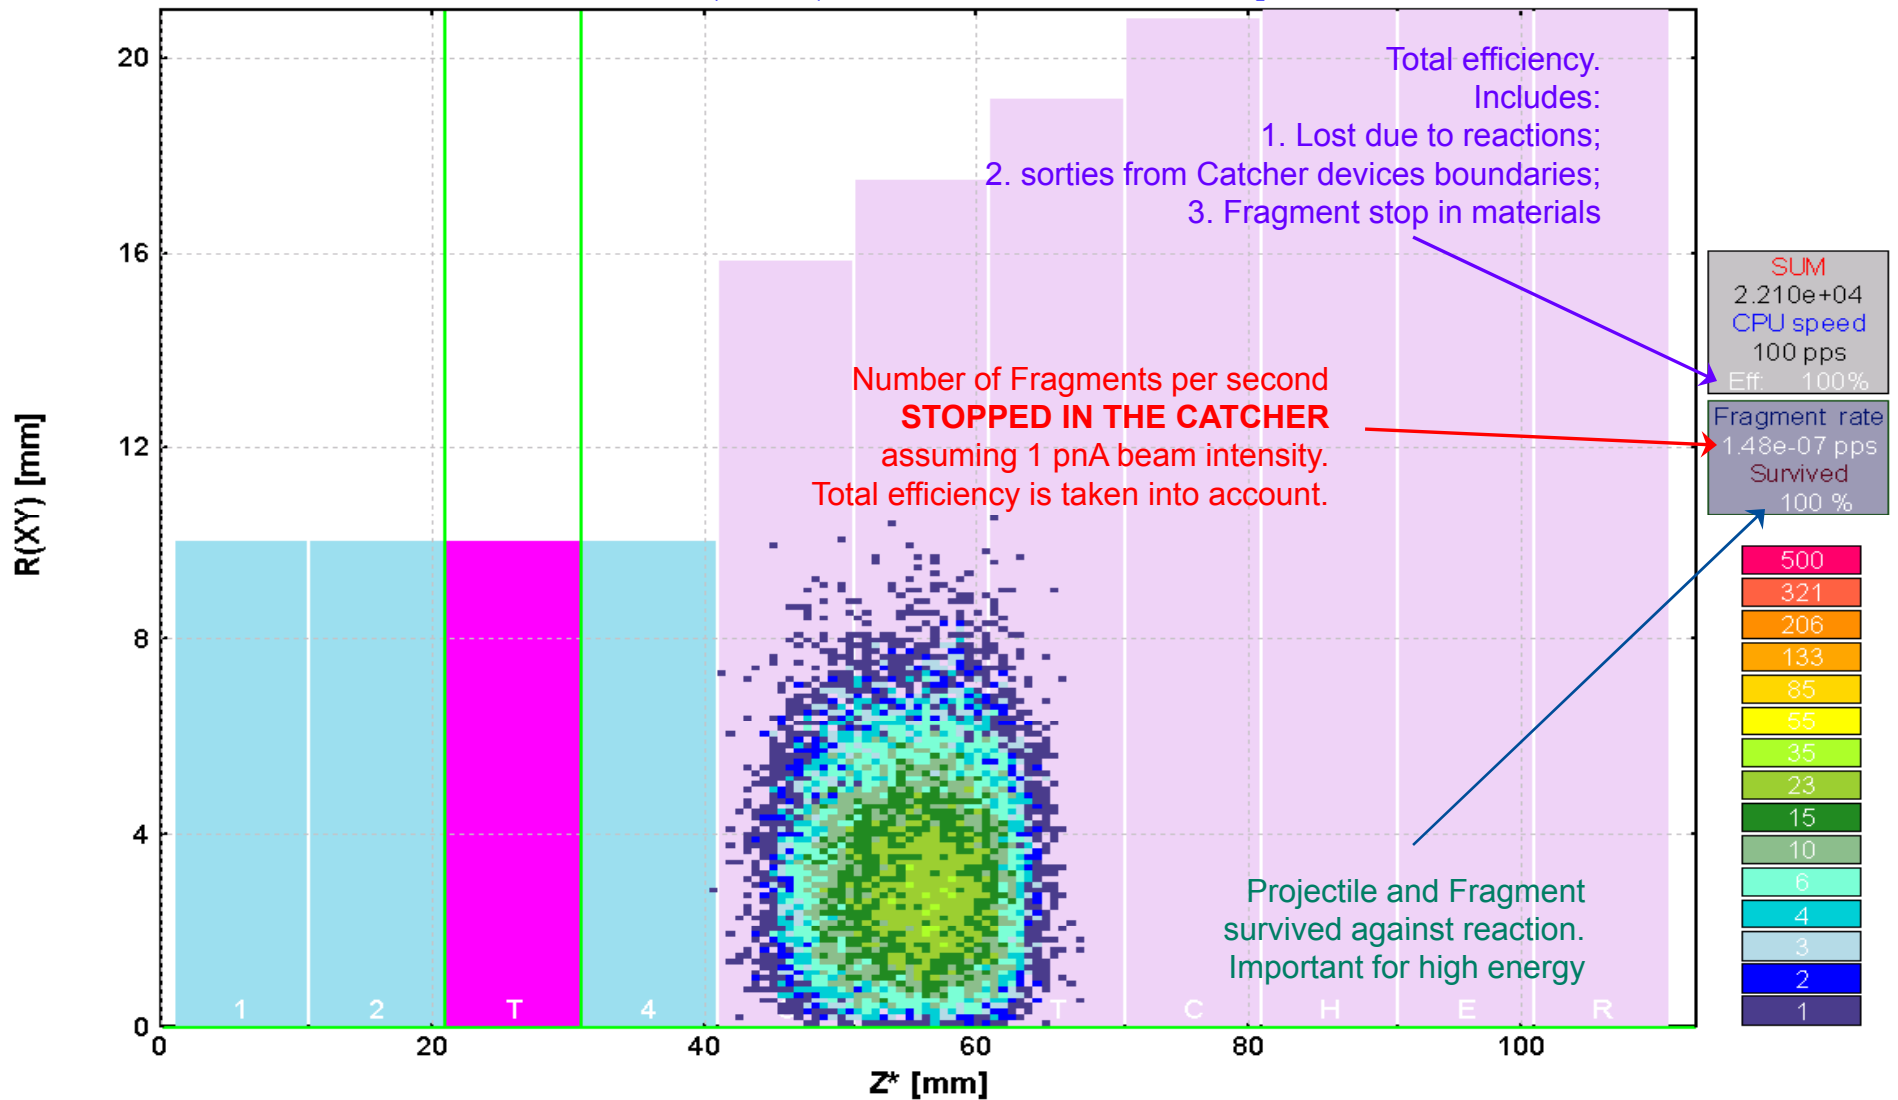 20
16
12
8
4
0
R(XY) [mm]
Total efficiency.
Includes:
1. Lost due to reactions;
2. sorties from Catcher devices boundaries;
3. Fragment stop in materials
Number of Fragments per second
STOPPED IN THE CATCHER
assuming 1 pnA beam intensity.
Total efficiency is taken into account.
Projectile and Fragment
survived against reaction.
Important for high energy
1 2 T 4 T C H E R
0 20 40 60 80 100
Z* [mm]
SUM
2.210e+04
CPU speed
100 pps
Eff: 100%
Fragment rate
1.48e-07 pps
Survived
100 %
500
321
206
133
85
55
35
23
15
10
6
4
3
2
1